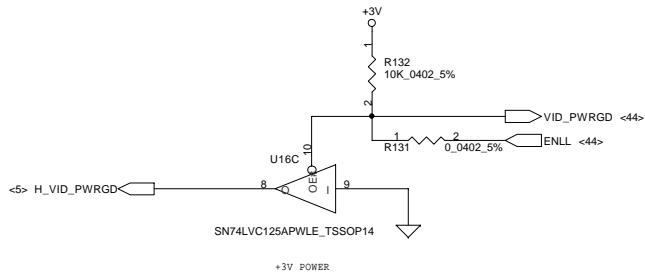 +3V
1
R132
10K_0402_5%
2
VID_PWRGD <44>
1 2
R131 0_0402_5%
ENLL <44>
10
U16C
OE#
<5> H_VID_PWRGD
8 O I 9
SN74LVC125APWLE_TSSOP14
+3V POWER